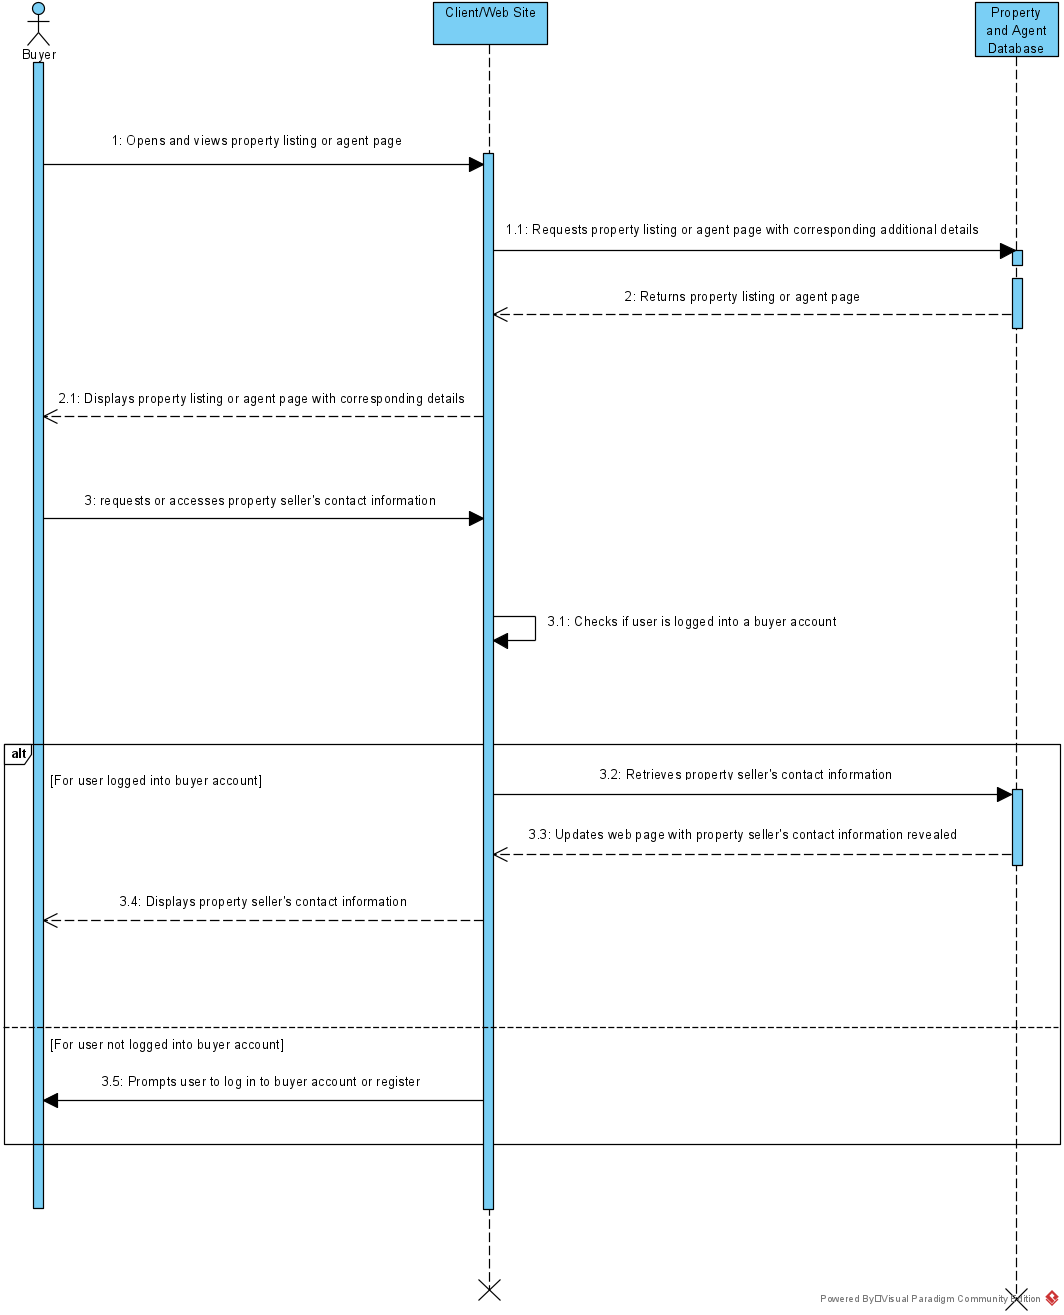 Buyer
Client/Web Site
Property
and Agent
Database
1: Opens and views property listing or agent page
1.1: Requests property listing or agent page with corresponding additional details
2: Returns property listing or agent page
2.1: Displays property listing or agent page with corresponding details
3: requests or accesses property seller's contact information
3.1: Checks if user is logged into a buyer account
alt
[For user logged into buyer account]
3.2: Retrieves property seller's contact information
3.3: Updates web page with property seller's contact information revealed
3.4: Displays property seller's contact information
[For user not logged into buyer account]
3.5: Prompts user to log in to buyer account or register
Powered By□Visual Paradigm Community Edition